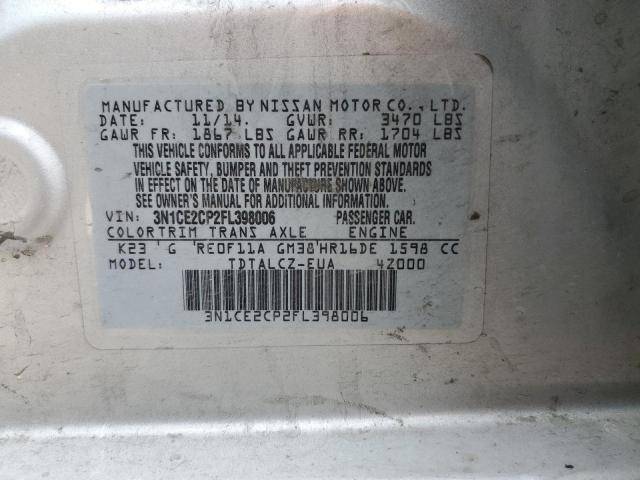 MANUFACTURED BY NISSAN MOTOR CO., LTD.
DATE: 11/14. GVWR: 3470 LBS
GAWR FR: 1867 LBS GAWR RR: 1704 LBS
THIS VEHICLE CONFORMS TO ALL APPLICABLE FEDERAL MOTOR
VEHICLE SAFETY, BUMPER AND THEFT PREVENTION STANDARDS
IN EFFECT ON THE DATE OF MANUFACTURE SHOWN ABOVE.
SEE OWNER'S MANUAL FOR ADDITIONAL INFORMATION.
VIN: 3N1CE2CP2FL398006 PASSENGER CAR.
COLOR TRIM TRANS AXLE ENGINE
K23 ' G 'RE0F11A GM38'HR16DE 1598 CC
MODEL: TDTALCZ-EUA 4Z000
3N1CE2CP2FL398006